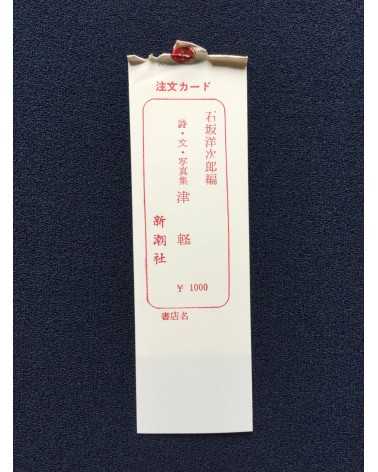 注文カード
石坂洋次郎編
詩・文・写真集 津軽
新潮社
¥ 1000
書店名